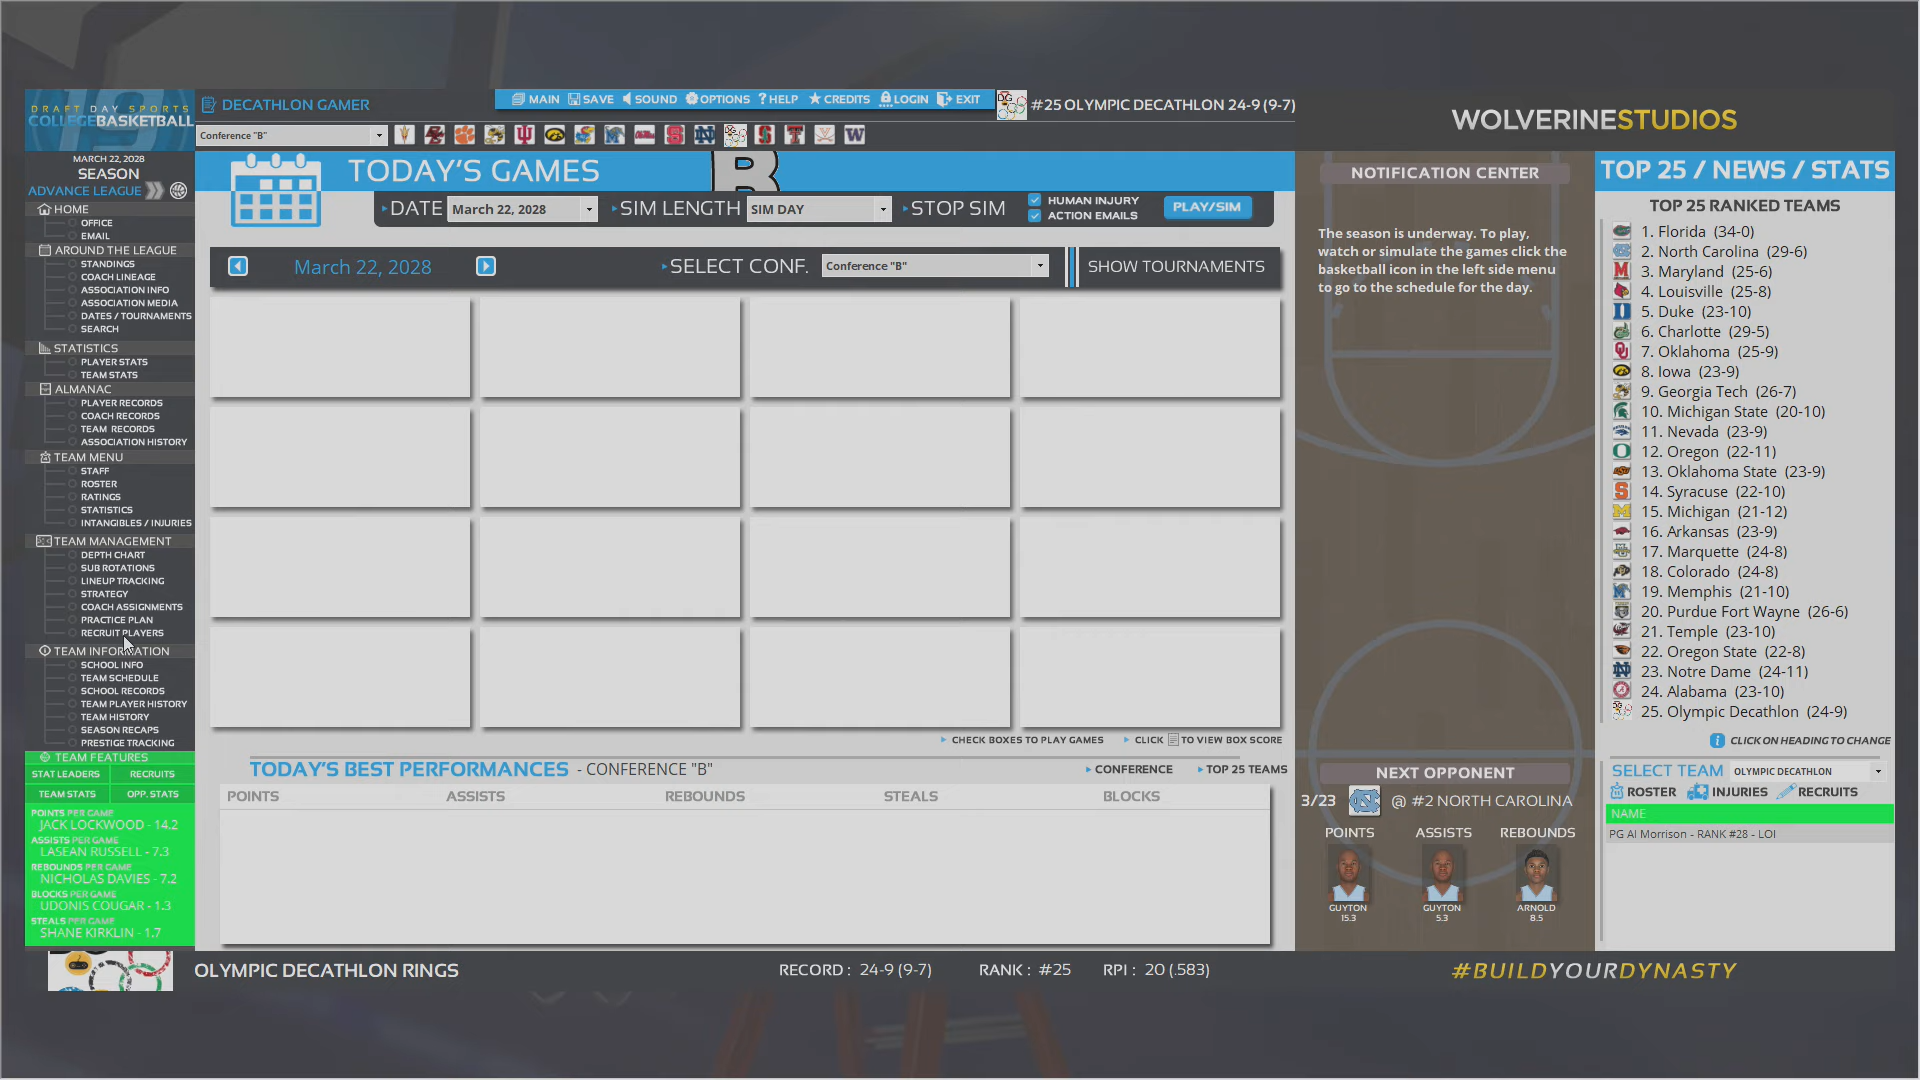 DRAFT DAY SPORTS
COLLEGEBASKETBALL
DECATHLON GAMER
MAIN SAVE SOUND OPTIONS HELP CREDITS LOGIN EXIT
#25 OLYMPIC DECATHLON 24-9 (9-7)
Conference "B"
WOLVERINESTUDIOS
MARCH 22, 2028
SEASON
ADVANCE LEAGUE
HOME
OFFICE
EMAIL
AROUND THE LEAGUE
STANDINGS
COACH LINEAGE
ASSOCIATION INFO
ASSOCIATION MEDIA
DATES / TOURNAMENTS
SEARCH
STATISTICS
PLAYER STATS
TEAM STATS
ALMANAC
PLAYER RECORDS
COACH RECORDS
TEAM RECORDS
ASSOCIATION HISTORY
TEAM MENU
STAFF
ROSTER
RATINGS
STATISTICS
INTANGIBLES / INJURIES
TEAM MANAGEMENT
DEPTH CHART
SUB ROTATIONS
LINEUP TRACKING
STRATEGY
COACH ASSIGNMENTS
PRACTICE PLAN
RECRUIT PLAYERS
TEAM INFORMATION
SCHOOL INFO
TEAM SCHEDULE
SCHOOL RECORDS
TEAM PLAYER HISTORY
TEAM HISTORY
SEASON RECAPS
PRESTIGE TRACKING
TEAM FEATURES
STAT LEADERS RECRUITS
TEAM STATS OPP. STATS
POINTS PER GAME
JACK LOCKWOOD - 14.2
ASSISTS PER GAME
LASEAN RUSSELL - 7.3
REBOUNDS PER GAME
NICHOLAS DAVIES - 7.2
BLOCKS PER GAME
UDONIS COUGAR - 1.3
STEALS PER GAME
SHANE KIRKLIN - 1.7
TODAY'S GAMES
B
DATE March 22, 2028 SIM LENGTH SIM DAY STOP SIM
HUMAN INJURY
ACTION EMAILS
PLAY/SIM
March 22, 2028 SELECT CONF. Conference "B" SHOW TOURNAMENTS
CHECK BOXES TO PLAY GAMES CLICK TO VIEW BOX SCORE
TODAY'S BEST PERFORMANCES - CONFERENCE "B" CONFERENCE TOP 25 TEAMS
POINTS ASSISTS REBOUNDS STEALS BLOCKS
NOTIFICATION CENTER
The season is underway. To play,
watch or simulate the games click the
basketball icon in the left side menu
to go to the schedule for the day.
NEXT OPPONENT
3/23 @ #2 NORTH CAROLINA
POINTS ASSISTS REBOUNDS
GUYTON GUYTON ARNOLD
15.3 5.3 8.5
TOP 25 / NEWS / STATS
TOP 25 RANKED TEAMS
1. Florida (34-0)
2. North Carolina (29-6)
3. Maryland (25-6)
4. Louisville (25-8)
5. Duke (23-10)
6. Charlotte (29-5)
7. Oklahoma (25-9)
8. Iowa (23-9)
9. Georgia Tech (26-7)
10. Michigan State (20-10)
11. Nevada (23-9)
12. Oregon (22-11)
13. Oklahoma State (23-9)
14. Syracuse (22-10)
15. Michigan (21-12)
16. Arkansas (23-9)
17. Marquette (24-8)
18. Colorado (24-8)
19. Memphis (21-10)
20. Purdue Fort Wayne (26-6)
21. Temple (23-10)
22. Oregon State (22-8)
23. Notre Dame (24-11)
24. Alabama (23-10)
25. Olympic Decathlon (24-9)
CLICK ON HEADING TO CHANGE
SELECT TEAM OLYMPIC DECATHLON
ROSTER INJURIES RECRUITS
NAME
PG Al Morrison - RANK #28 - LOI
OLYMPIC DECATHLON RINGS
RECORD : 24-9 (9-7) RANK : #25 RPI : 20 (.583)
#BUILDYOURDYNASTY